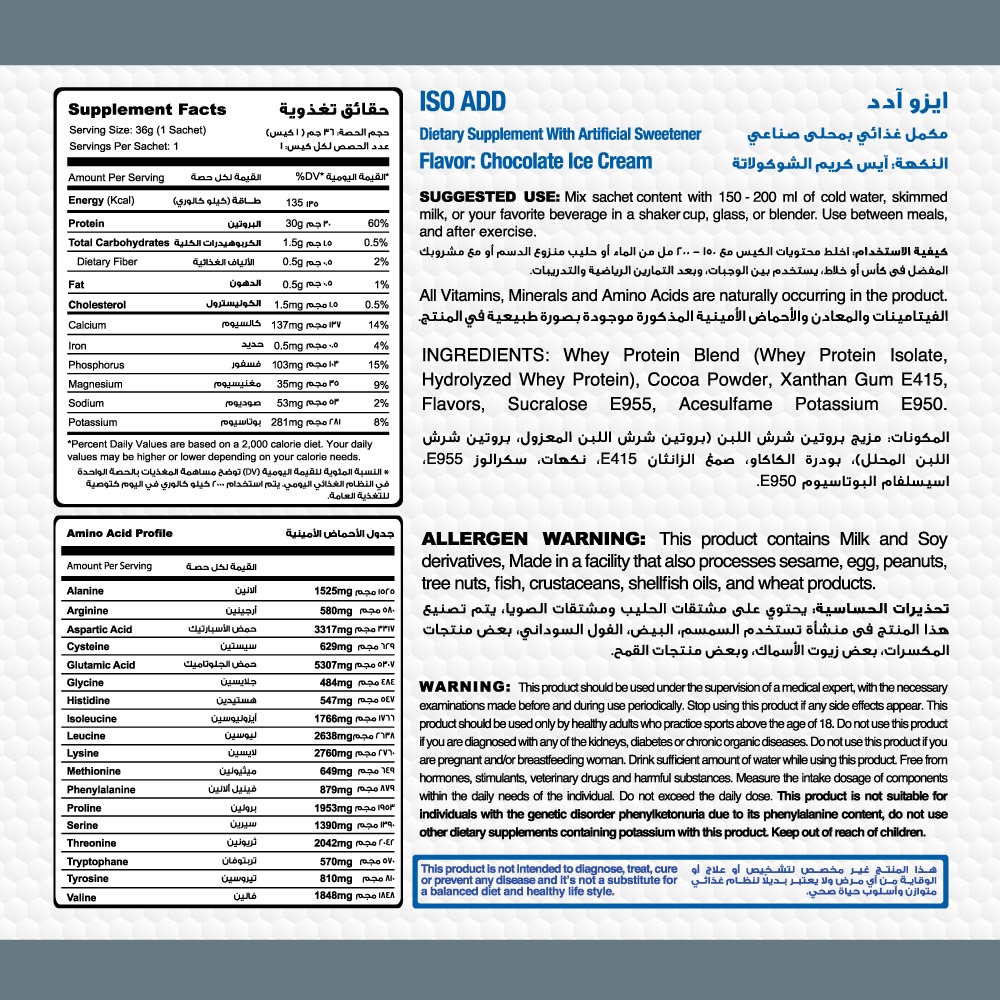 Supplement Facts حقائق تغذوية
Serving Size: 36g (1 Sachet) حجم الحصة: ٣٦ جم (١ كيس)
Servings Per Sachet: 1 عدد الحصص لكل كيس: ١
Amount Per Serving القيمة لكل حصة %DV* القيمة اليومية*
Energy (Kcal) طاقة (كيلو كالوري) 135 ١٣٥
Protein البروتين 30g ٣٠ جم 60%
Total Carbohydrates الكربوهيدرات الكلية 1.5g ١.٥ جم 0.5%
Dietary Fiber الألياف الغذائية 0.5g ٠.٥ جم 2%
Fat الدهون 0.5g ٠.٥ جم 1%
Cholesterol الكوليسترول 1.5mg ١.٥ مجم 0.5%
Calcium كالسيوم 137mg ١٣٧ مجم 14%
Iron حديد 0.5mg ٠.٥ مجم 4%
Phosphorus فسفور 103mg ١٠٣ مجم 15%
Magnesium مغنيسيوم 35mg ٣٥ مجم 9%
Sodium صوديوم 53mg ٥٣ مجم 2%
Potassium بوتاسيوم 281mg ٢٨١ مجم 8%
*Percent Daily Values are based on a 2,000 calorie diet. Your daily
values may be higher or lower depending on your calorie needs.
* النسبة المئوية للقيمة اليومية (DV) توضح مساهمة المغذيات بالحصة الواحدة
في النظام الغذائي اليومي. يتم استخدام ٢٠٠٠ كيلو كالوري في اليوم كتوصية
للتغذية العامة.
Amino Acid Profile جدول الأحماض الأمينية
Amount Per Serving القيمة لكل حصة
Alanine ألانين 1525mg ١٥٢٥ مجم
Arginine أرجينين 580mg ٥٨٠ مجم
Aspartic Acid حمض الأسبارتيك 3317mg ٣٣١٧ مجم
Cysteine سيستين 629mg ٦٢٩ مجم
Glutamic Acid حمض الجلوتاميك 5307mg ٥٣٠٧ مجم
Glycine جلايسين 484mg ٤٨٤ مجم
Histidine هستيدين 547mg ٥٤٧ مجم
Isoleucine أيزوليوسين 1766mg ١٧٦٦ مجم
Leucine ليوسين 2638mg ٢٦٣٨ مجم
Lysine لايسين 2760mg ٢٧٦٠ مجم
Methionine ميثيونين 649mg ٦٤٩ مجم
Phenylalanine فينيل ألانين 879mg ٨٧٩ مجم
Proline برولين 1953mg ١٩٥٣ مجم
Serine سيرين 1390mg ١٣٩٠ مجم
Threonine ثريونين 2042mg ٢٠٤٢ مجم
Tryptophane تربتوفان 570mg ٥٧٠ مجم
Tyrosine تيروسين 810mg ٨١٠ مجم
Valine فالين 1848mg ١٨٤٨ مجم
ISO ADD ايزو آدد
Dietary Supplement With Artificial Sweetener مكمل غذائي بمحلى صناعي
Flavor: Chocolate Ice Cream النكهة: آيس كريم الشوكولاتة
SUGGESTED USE: Mix sachet content with 150 - 200 ml of cold water, skimmed
milk, or your favorite beverage in a shaker cup, glass, or blender. Use between meals,
and after exercise.
كيفية الاستخدام: اخلط محتويات الكيس مع ١٥٠ - ٢٠٠ مل من الماء أو حليب منزوع الدسم أو مع مشروبك
المفضل فى كأس أو خلاط، يستخدم بين الوجبات، وبعد التمارين الرياضية والتدريبات.
All Vitamins, Minerals and Amino Acids are naturally occurring in the product.
الفيتامينات والمعادن والأحماض الأمينية المذكورة موجودة بصورة طبيعية في المنتج.
INGREDIENTS: Whey Protein Blend (Whey Protein Isolate,
Hydrolyzed Whey Protein), Cocoa Powder, Xanthan Gum E415,
Flavors, Sucralose E955, Acesulfame Potassium E950.
المكونات: مزيج بروتين شرش اللبن (بروتين شرش اللبن المعزول، بروتين شرش
اللبن المحلل)، بودرة الكاكاو، صمغ الزانثان E415، نكهات، سكرالوز E955،
اسيسلفام البوتاسيوم E950.
ALLERGEN WARNING: This product contains Milk and Soy
derivatives, Made in a facility that also processes sesame, egg, peanuts,
tree nuts, fish, crustaceans, shellfish oils, and wheat products.
تحذيرات الحساسية: يحتوي على مشتقات الحليب ومشتقات الصويا، يتم تصنيع
هذا المنتج فى منشأة تستخدم السمسم، البيض، الفول السوداني، بعض منتجات
المكسرات، بعض زيوت الأسماك، وبعض منتجات القمح.
WARNING: This product should be used under the supervision of a medical expert, with the necessary
examinations made before and during use periodically. Stop using this product if any side effects appear. This
product should be used only by healthy adults who practice sports above the age of 18. Do not use this product
if you are diagnosed with any of the kidneys, diabetes or chronic organic diseases. Do not use this product if you
are pregnant and/or breastfeeding woman. Drink sufficient amount of water while using this product. Free from
hormones, stimulants, veterinary drugs and harmful substances. Measure the intake dosage of components
within the daily needs of the individual. Do not exceed the daily dose. This product is not suitable for
individuals with the genetic disorder phenylketonuria due to its phenylalanine content, do not use
other dietary supplements containing potassium with this product. Keep out of reach of children.
This product is not intended to diagnose, treat, cure
or prevent any disease and it's not a substitute for
a balanced diet and healthy life style.
هذا المنتج غير مخصص لتشخيص أو علاج أو
الوقاية من أي مرض ولا يعتبر بديلا لنظام غذائي
متوازن وأسلوب حياة صحي.